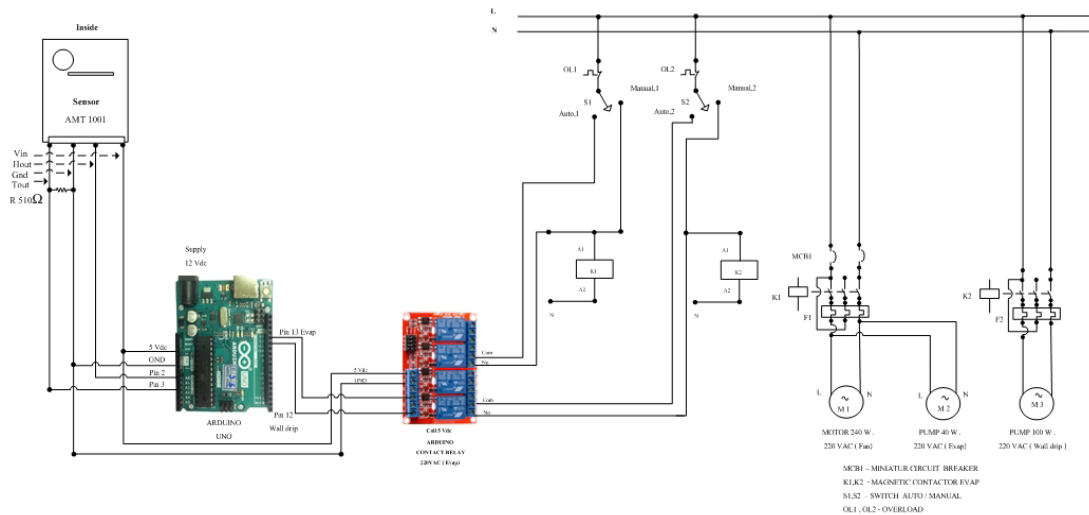 L
N
Inside
Sensor
AMT 1001
Vin
Hout
Gnd
Tout
R 510Ω
Supply
12 Vdc
5 Vdc
GND
Pin 2
Pin 3
ARDUINO
UNO
Pin 13 Evap
Pin 12
Wall drip
5 Vdc
GND
Com
No
Com
No
Coil:5 Vdc
ARDUINO
CONTACT RELAY
220VAC ( Evap)
OL1
S1
Manual,1
Auto,1
OL2
S2
Manual,2
Auto,2
A1
K1
A2
N
A1
K2
A2
N
MCB1
K1
F1
K2
F2
L
N
L
N
~
M 1
~
M 2
~
M 3
MOTOR 240 W .
220 VAC ( Fan)
PUMP 40 W .
220 VAC ( Evap)
PUMP 100 W .
220 VAC ( Wall drip )
MCB1 – MINIATUR CIRCUIT BREAKER
K1,K2 - MAGNETIC CONTACTOR EVAP
S1,S2 – SWITCH AUTO / MANUAL
OL1 , OL2 - OVERLOAD